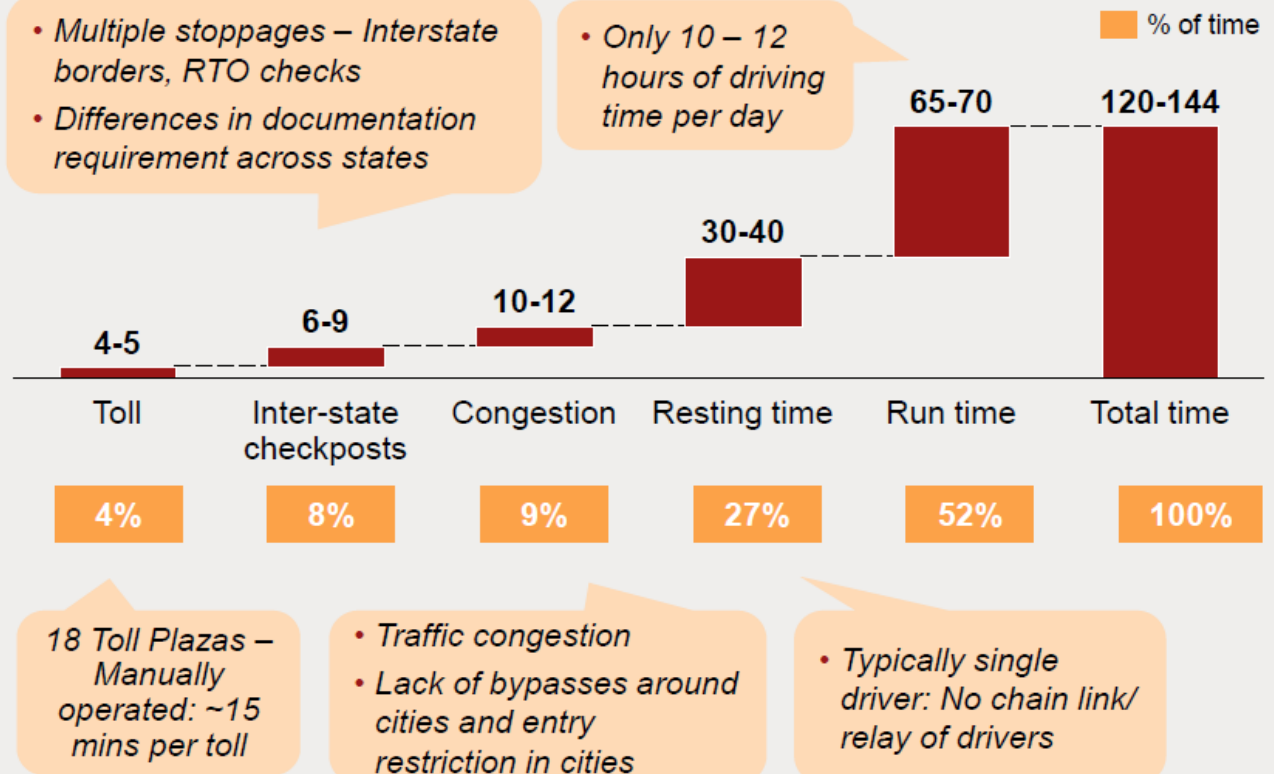 • Multiple stoppages – Interstate
borders, RTO checks
• Differences in documentation
requirement across states
• Only 10 – 12
hours of driving
time per day
% of time
4-5
6-9
10-12
30-40
65-70
120-144
Toll
Inter-state
checkposts
Congestion
Resting time
Run time
Total time
4%
8%
9%
27%
52%
100%
18 Toll Plazas –
Manually
operated: ~15
mins per toll
• Traffic congestion
• Lack of bypasses around
cities and entry
restriction in cities
• Typically single
driver: No chain link/
relay of drivers